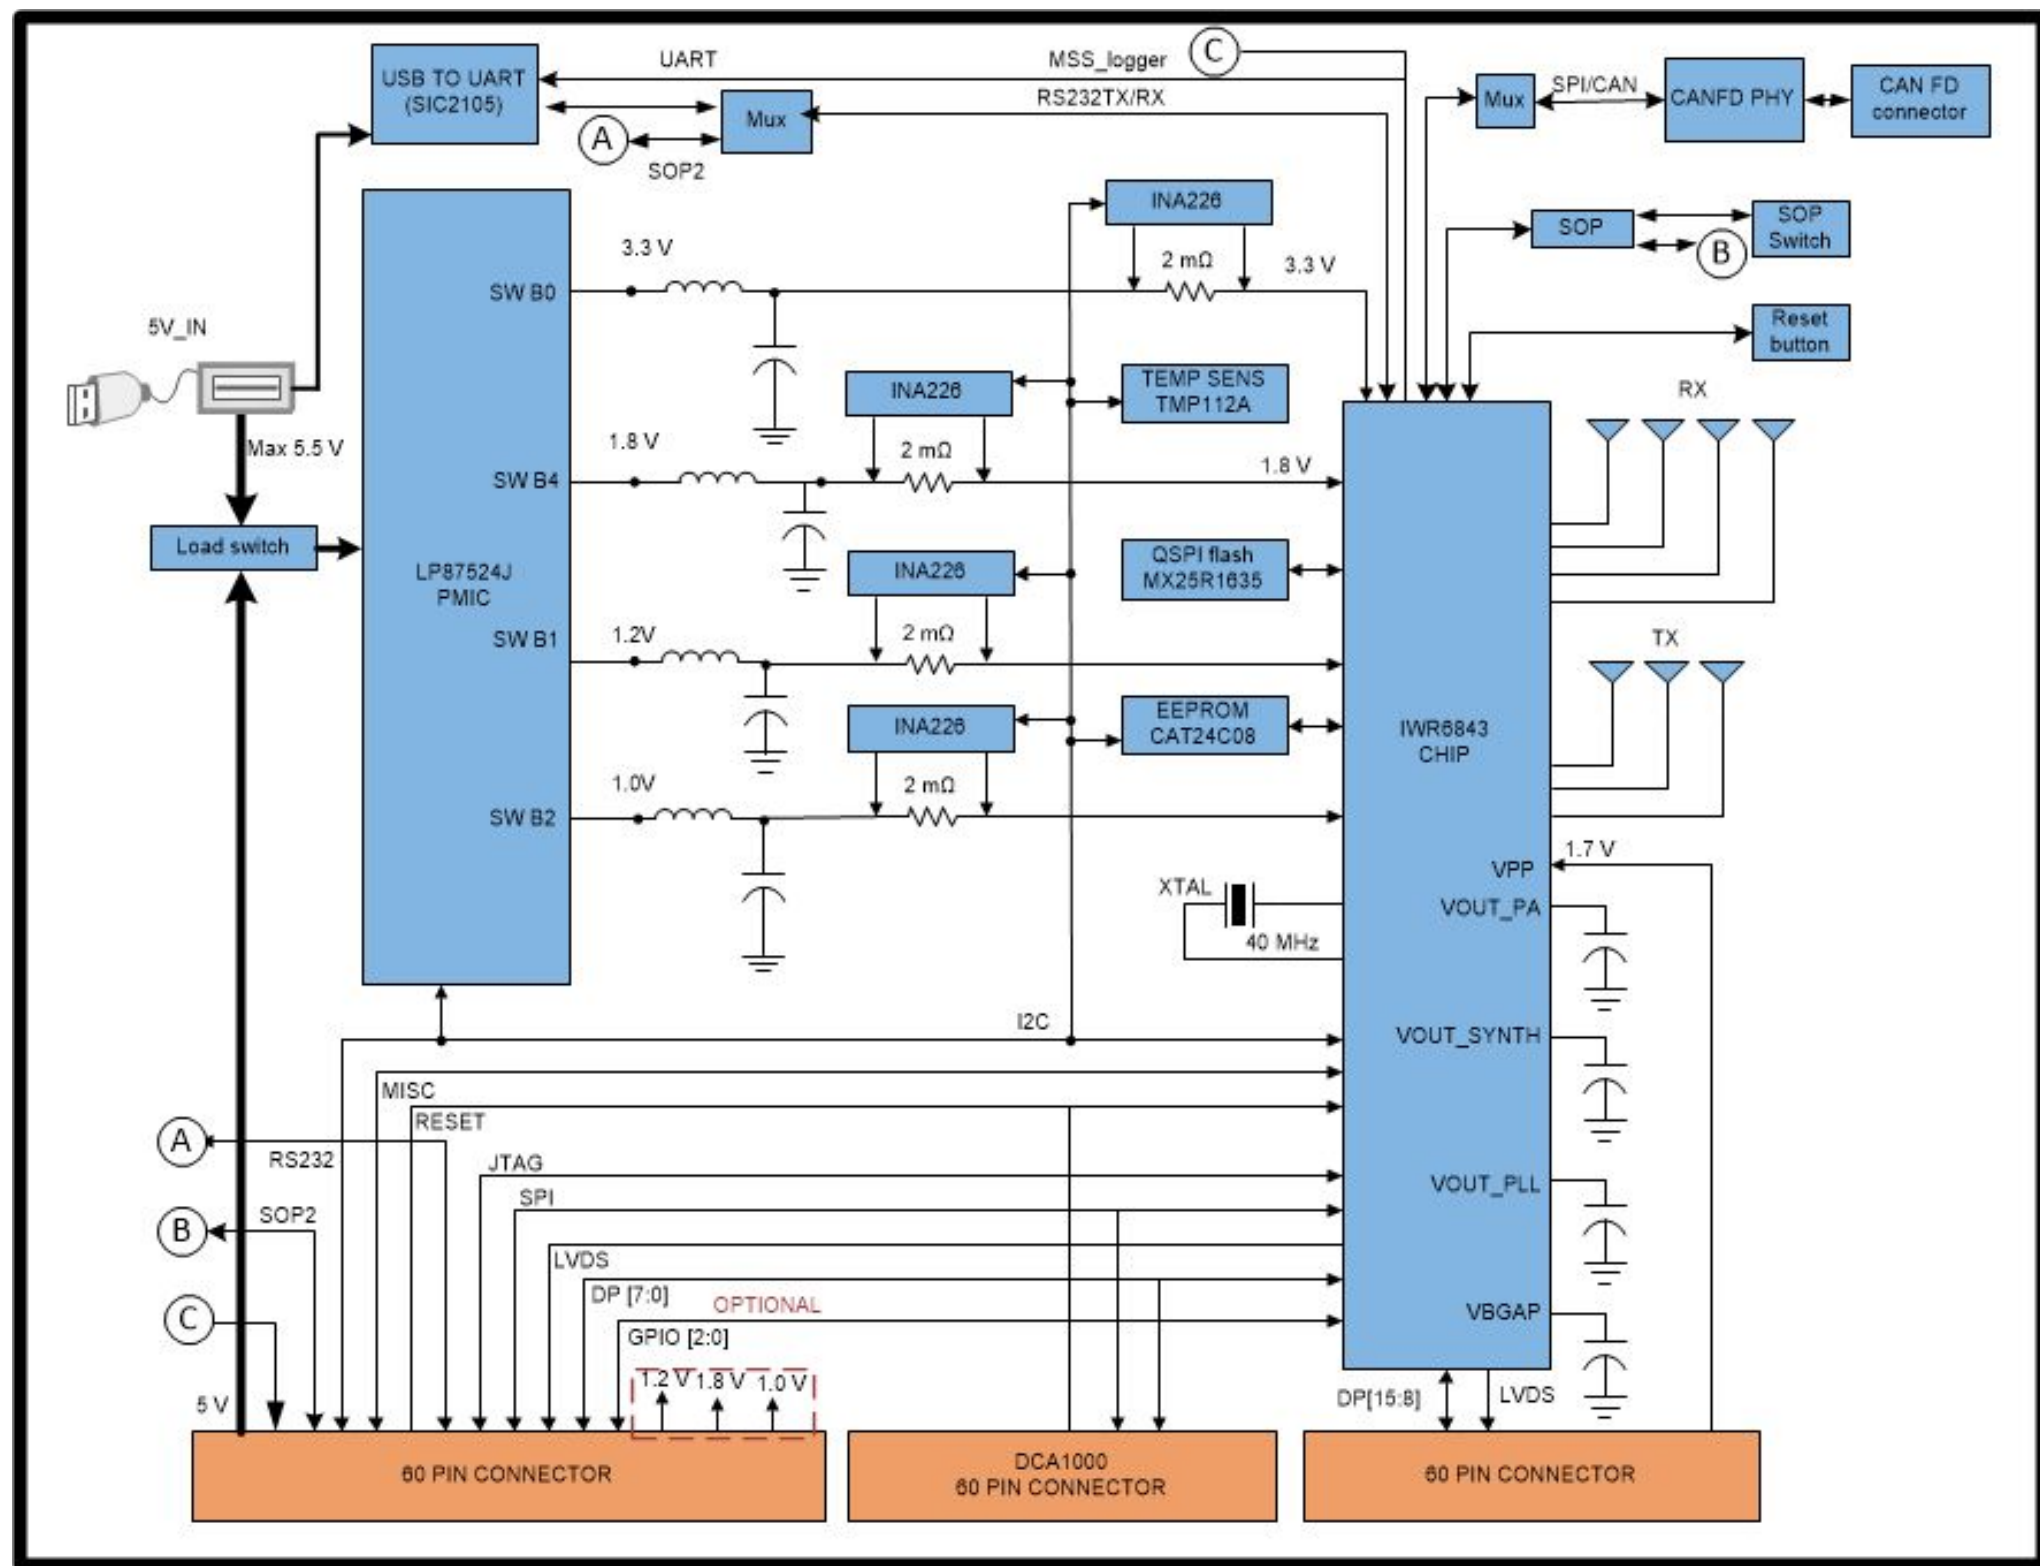 UART
MSS_logger
C
USB TO UART
(SIC2105)
RS232TX/RX
Mux
A
SOP2
Mux
SPI/CAN
CANFD PHY
CAN FD
connector
INA226
SOP
SOP
Switch
B
3.3 V
2 mΩ
3.3 V
SW B0
5V_IN
Reset
button
INA226
TEMP SENS
TMP112A
RX
Max 5.5 V
1.8 V
2 mΩ
1.8 V
SW B4
Load switch
LP87524J
PMIC
INA226
QSPI flash
MX25R1635
SW B1
1.2V
2 mΩ
TX
INA226
EEPROM
CAT24C08
IWR6843
CHIP
1.0V
2 mΩ
SW B2
1.7 V
VPP
XTAL
40 MHz
VOUT_PA
I2C
VOUT_SYNTH
MISC
RESET
A
RS232
JTAG
SPI
VOUT_PLL
B
SOP2
LVDS
DP [7:0]
OPTIONAL
C
GPIO [2:0]
VBGAP
1.2 V
1.8 V
1.0 V
5 V
DP[15:8]
LVDS
60 PIN CONNECTOR
DCA1000
60 PIN CONNECTOR
60 PIN CONNECTOR